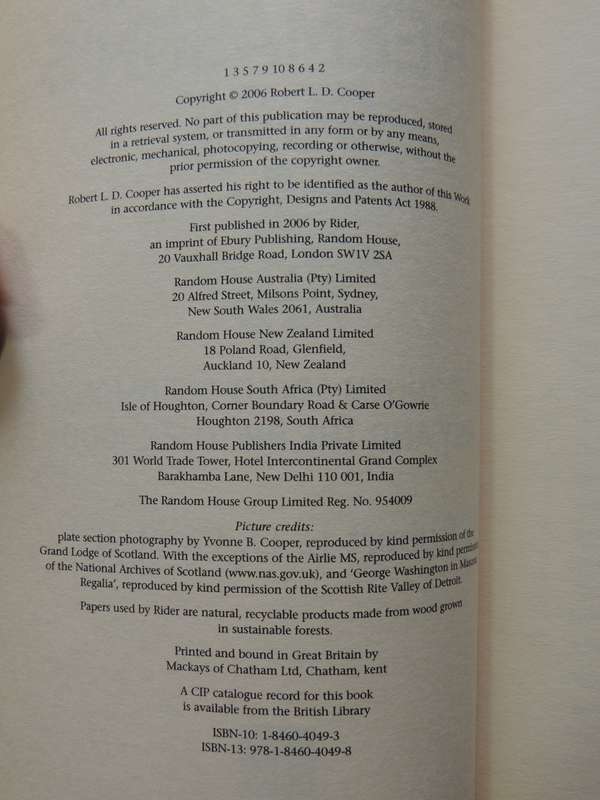 1 3 5 7 9 10 8 6 4 2
Copyright © 2006 Robert L. D. Cooper
All rights reserved. No part of this publication may be reproduced, stored
in a retrieval system, or transmitted in any form or by any means,
electronic, mechanical, photocopying, recording or otherwise, without the
prior permission of the copyright owner.
Robert L. D. Cooper has asserted his right to be identified as the author of this Work
in accordance with the Copyright, Designs and Patents Act 1988.
First published in 2006 by Rider,
an imprint of Ebury Publishing, Random House,
20 Vauxhall Bridge Road, London SW1V 2SA
Random House Australia (Pty) Limited
20 Alfred Street, Milsons Point, Sydney,
New South Wales 2061, Australia
Random House New Zealand Limited
18 Poland Road, Glenfield,
Auckland 10, New Zealand
Random House South Africa (Pty) Limited
Isle of Houghton, Corner Boundary Road & Carse O'Gowrie
Houghton 2198, South Africa
Random House Publishers India Private Limited
301 World Trade Tower, Hotel Intercontinental Grand Complex
Barakhamba Lane, New Delhi 110 001, India
The Random House Group Limited Reg. No. 954009
Picture credits:
plate section photography by Yvonne B. Cooper, reproduced by kind permission of the
Grand Lodge of Scotland. With the exceptions of the Airlie MS, reproduced by kind
of the National Archives of Scotland (www.nas.gov.uk), and 'George Washington in
Regalia', reproduced by kind permission of the Scottish Rite Valley of Detroit.
Papers used by Rider are natural, recyclable products made from wood grown
in sustainable forests.
Printed and bound in Great Britain by
Mackays of Chatham Ltd, Chatham, kent
A CIP catalogue record for this book
is available from the British Library
ISBN-10: 1-8460-4049-3
ISBN-13: 978-1-8460-4049-8